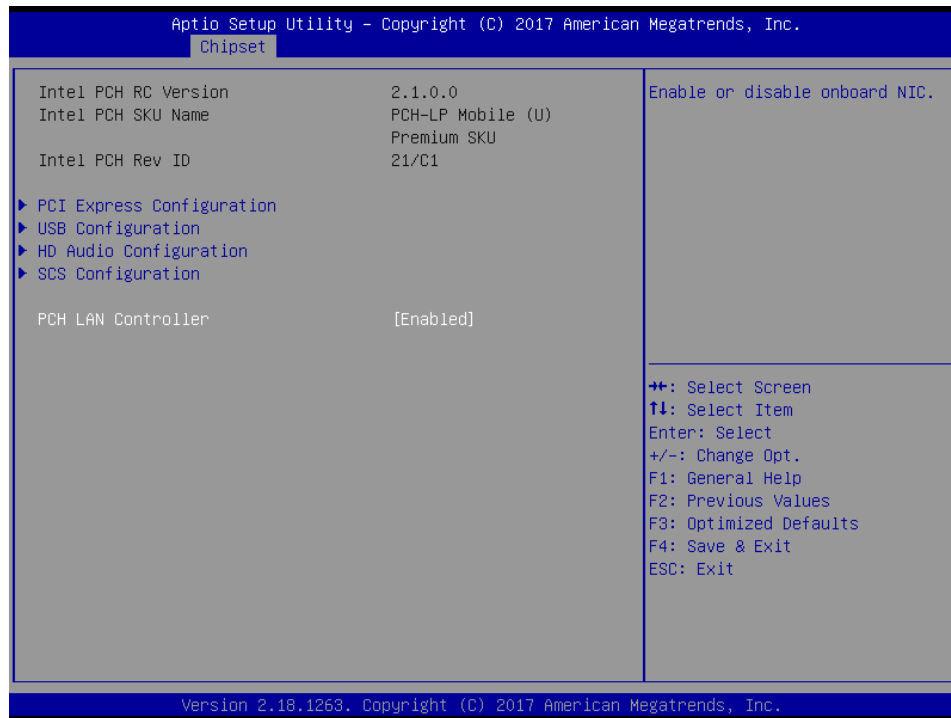 Aptio Setup Utility – Copyright (C) 2017 American Megatrends, Inc.
Chipset
Intel PCH RC Version 2.1.0.0
Intel PCH SKU Name PCH-LP Mobile (U)
Premium SKU
Intel PCH Rev ID 21/C1
PCI Express Configuration
USB Configuration
HD Audio Configuration
SCS Configuration
PCH LAN Controller [Enabled]
Enable or disable onboard NIC.
→←: Select Screen
↑↓: Select Item
Enter: Select
+/-: Change Opt.
F1: General Help
F2: Previous Values
F3: Optimized Defaults
F4: Save & Exit
ESC: Exit
Version 2.18.1263. Copyright (C) 2017 American Megatrends, Inc.